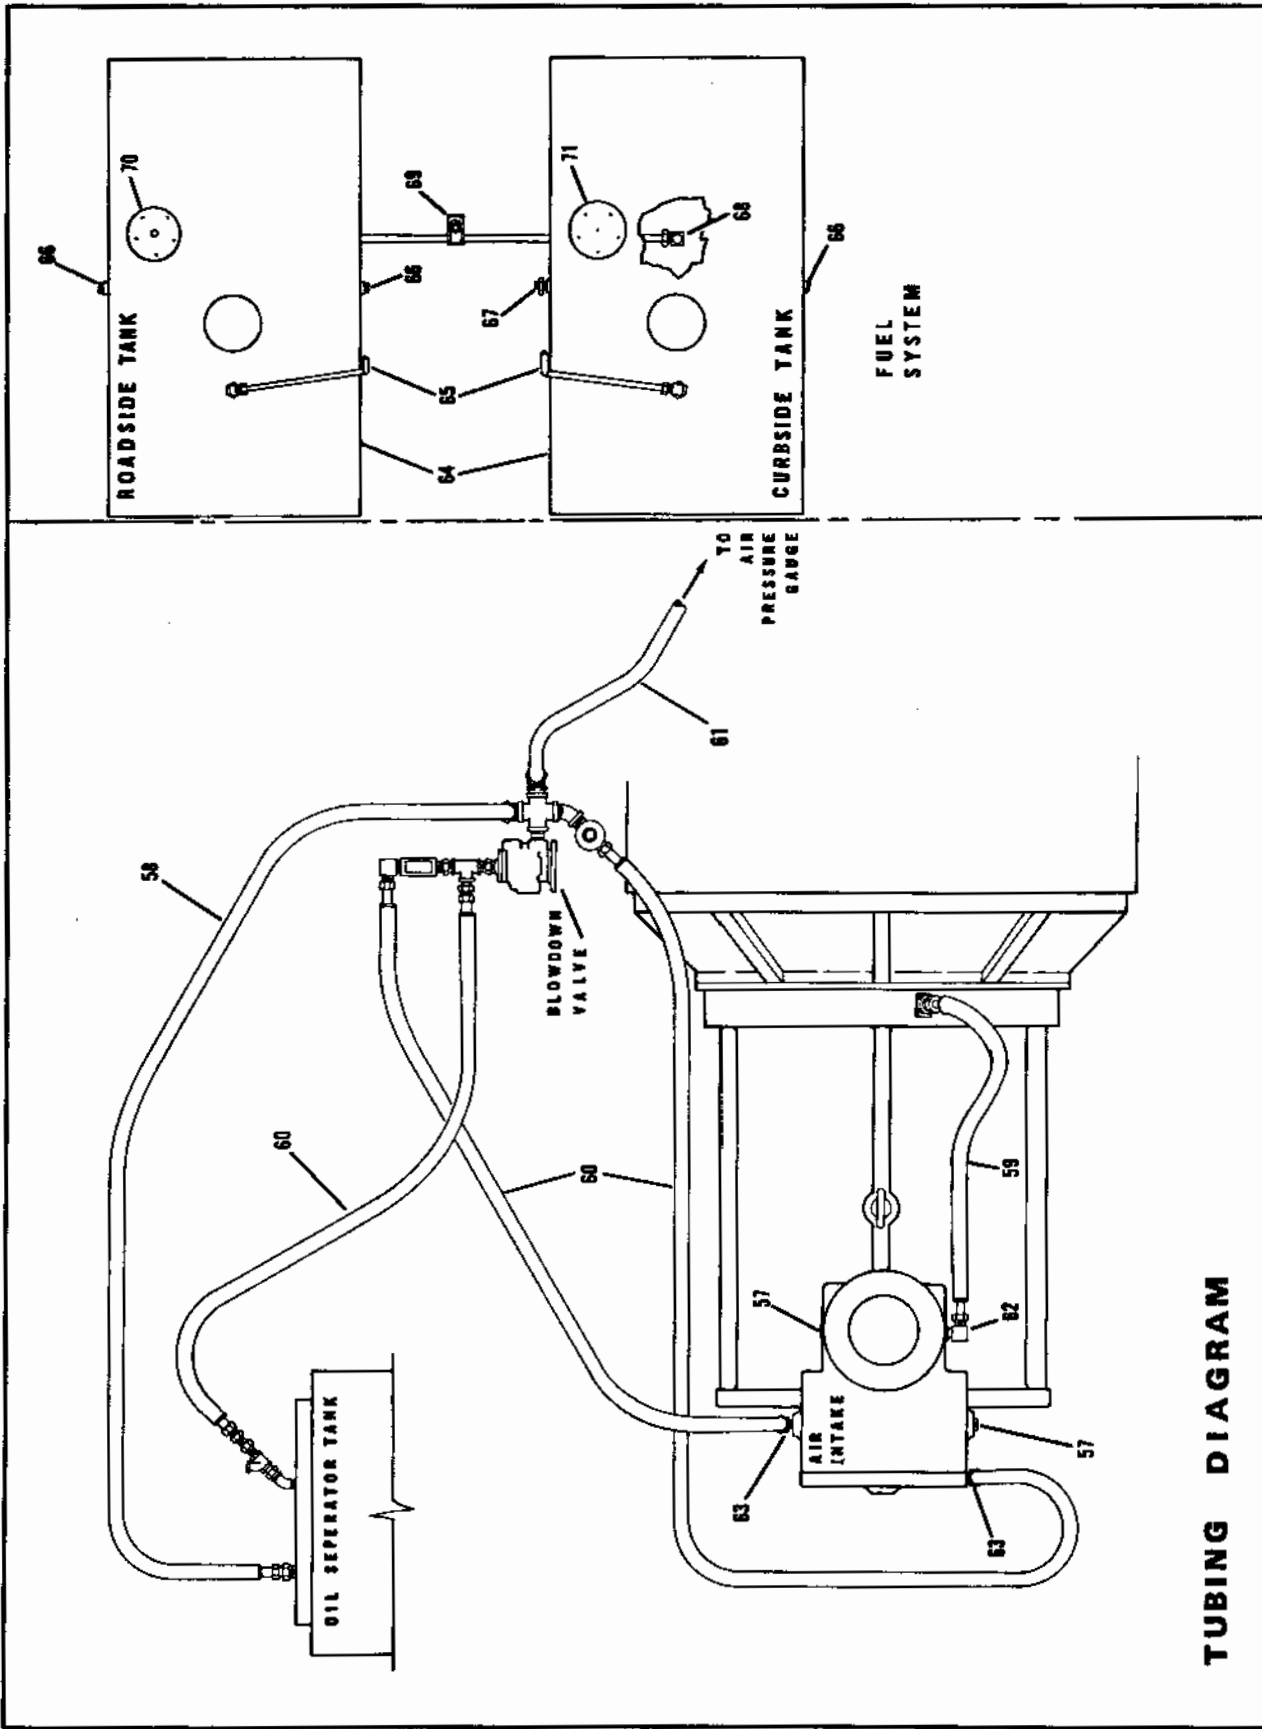 58
60
OIL SEPERATOR TANK
60
BLOWDOWN
VALVE
61
TO
AIR
PRESSURE
GAUGE
63
57
AIR
INTAKE
59
62
57
63
66
ROADSIDE TANK
70
66
69
65
64
67
71
68
CURBSIDE TANK
66
FUEL
SYSTEM
TUBING DIAGRAM